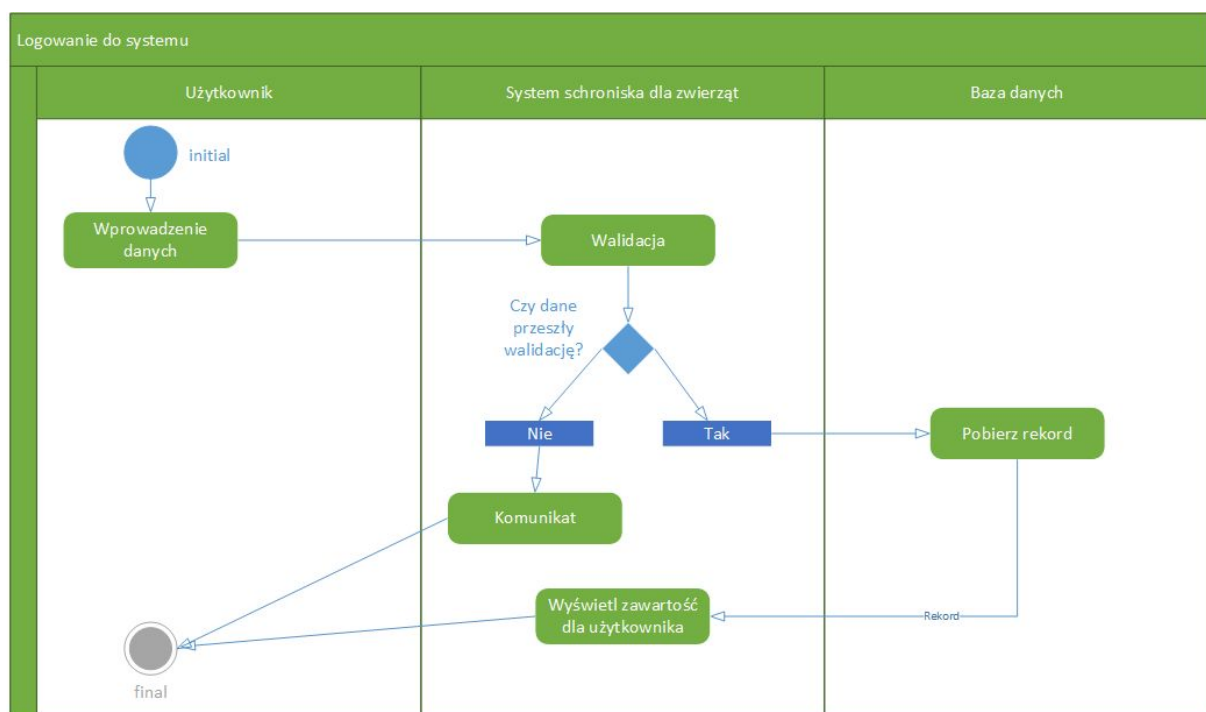 Logowanie do systemu
Użytkownik
System schroniska dla zwierząt
Baza danych
initial
Wprowadzenie
danych
Walidacja
Czy dane
przeszły
walidację?
Nie
Tak
Pobierz rekord
Komunikat
Wyświetl zawartość
dla użytkownika
Rekord
final